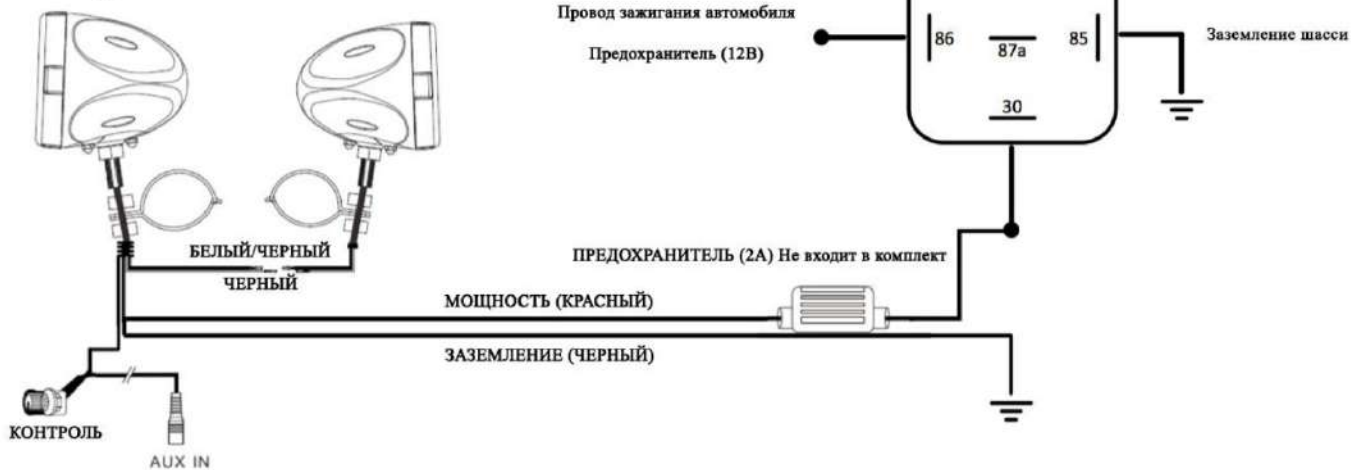 Провод зажигания автомобиля
Предохранитель (12В)
86
87a
85
30
Заземление шасси
БЕЛЫЙ/ЧЕРНЫЙ
ЧЕРНЫЙ
ПРЕДОХРАНИТЕЛЬ (2А) Не входит в комплект
МОЩНОСТЬ (КРАСНЫЙ)
ЗАЗЕМЛЕНИЕ (ЧЕРНЫЙ)
КОНТРОЛЬ
AUX IN